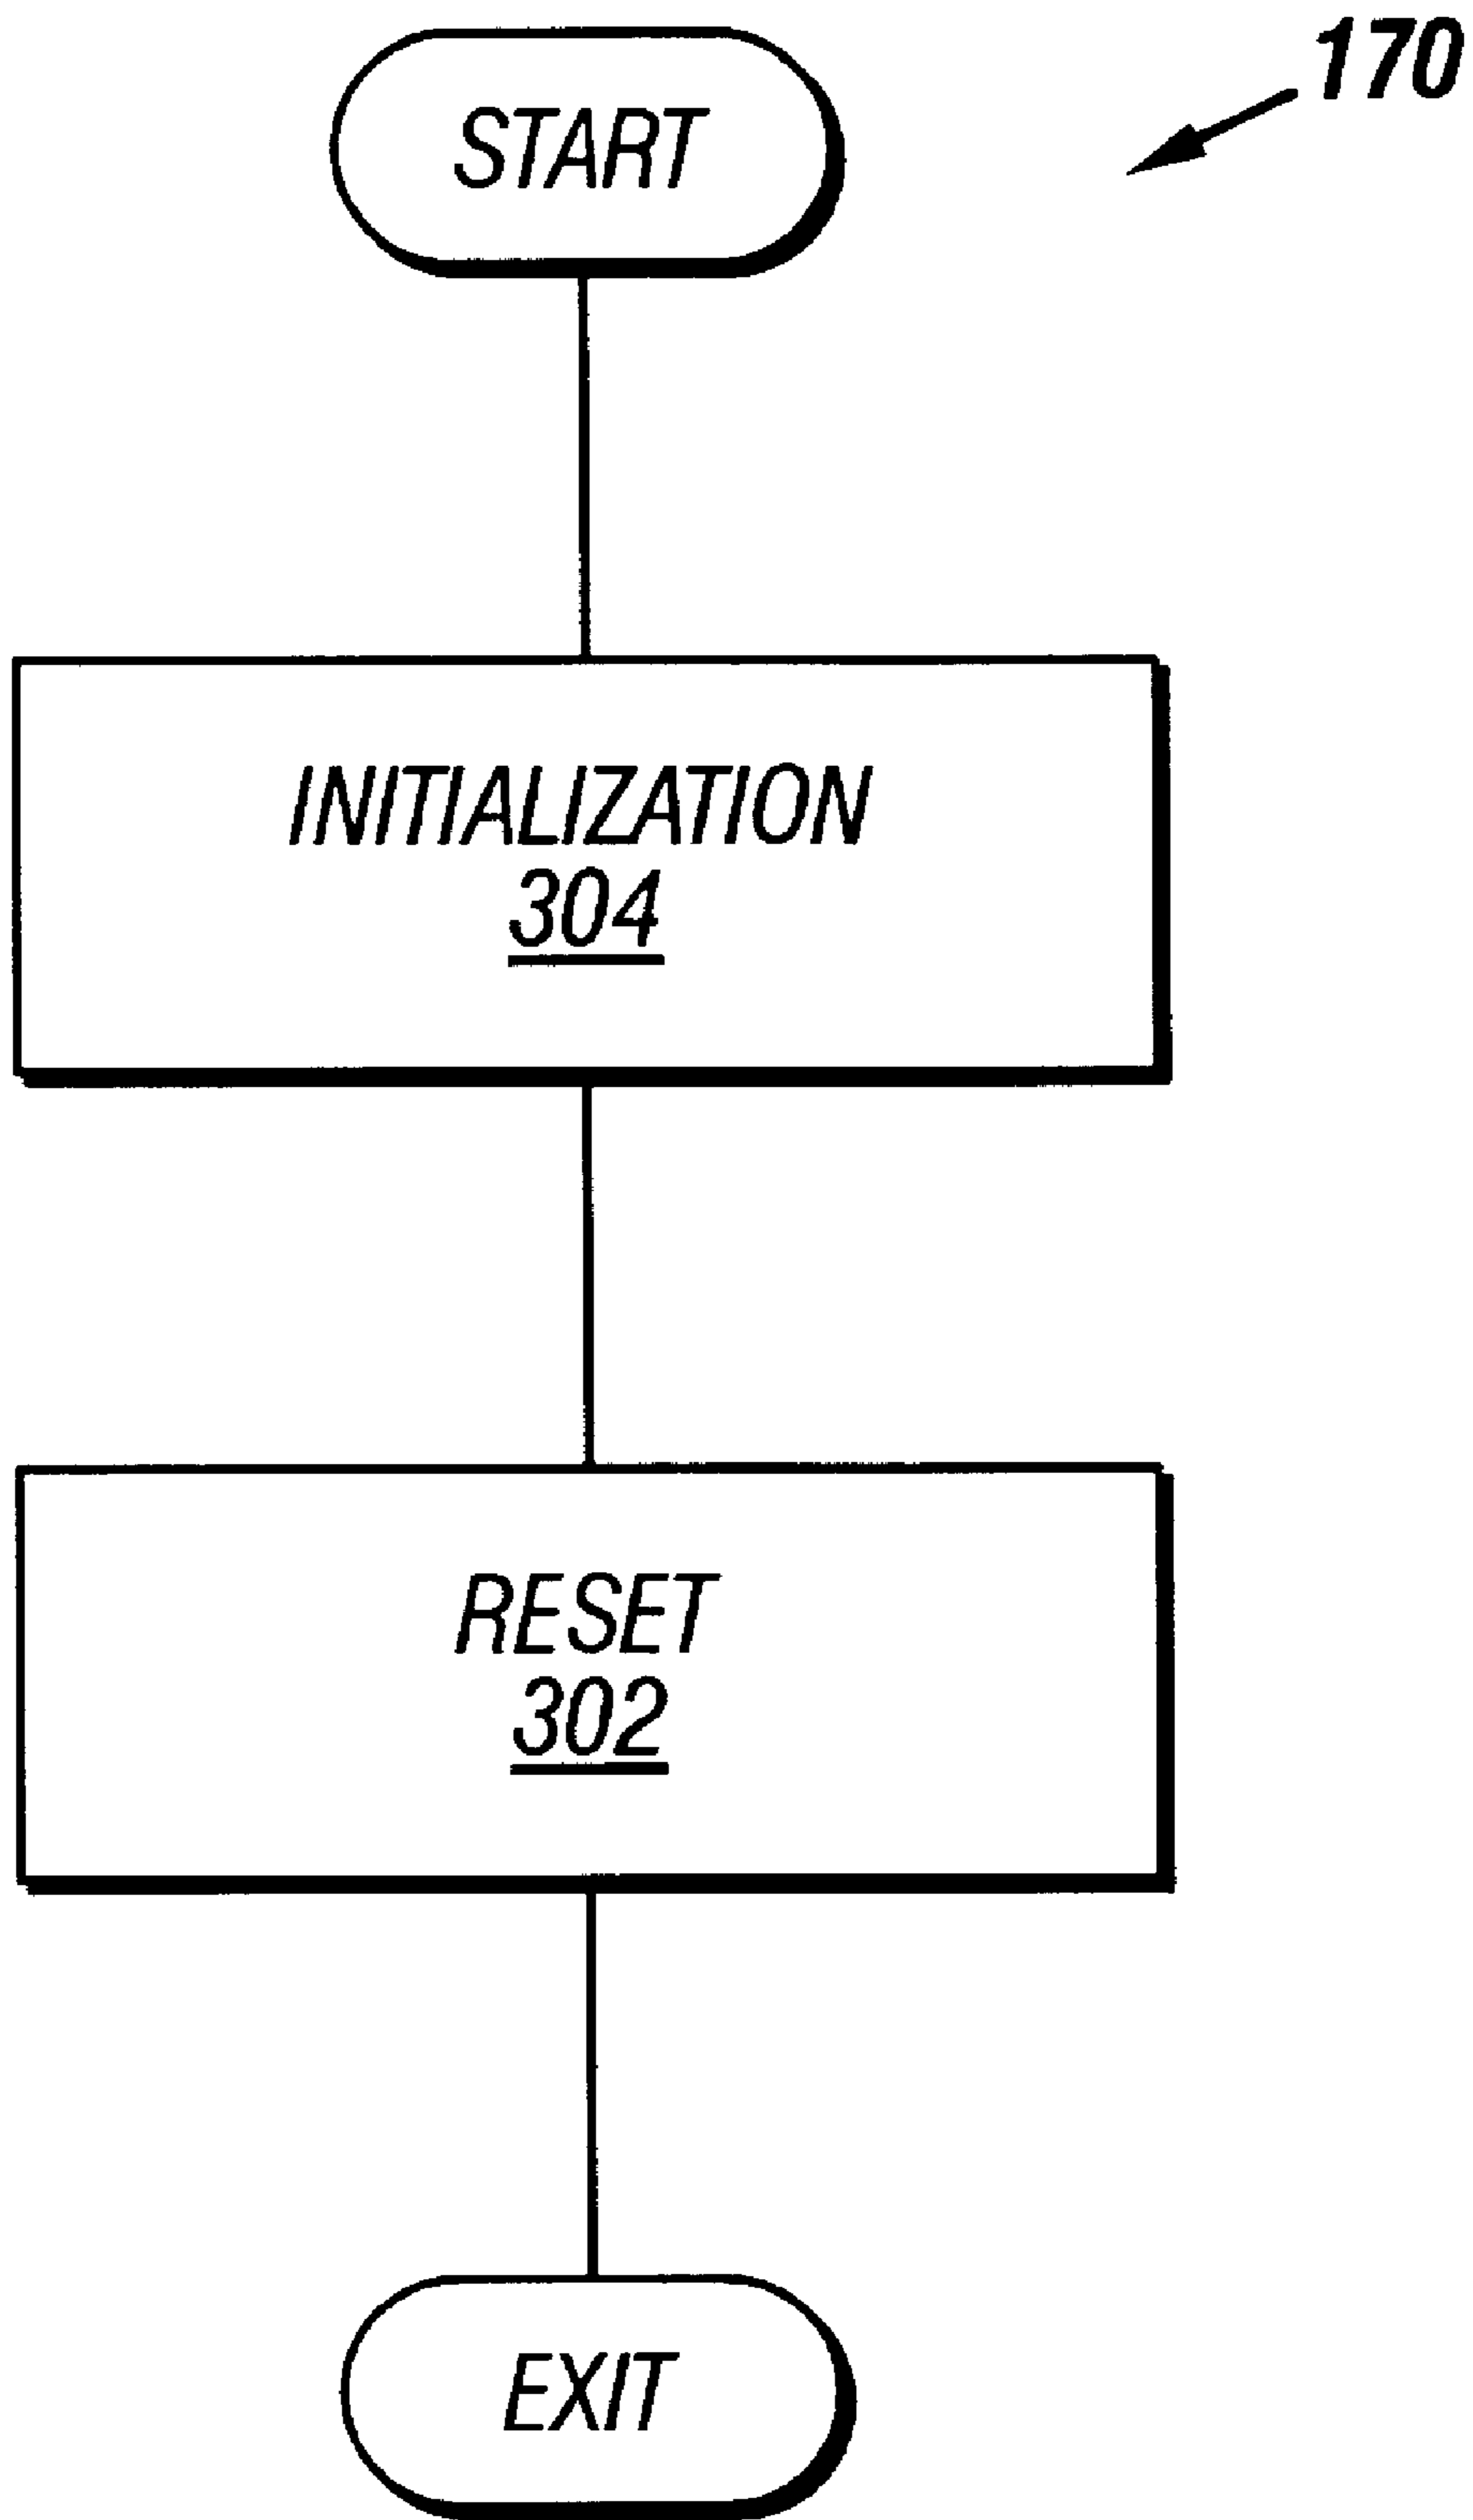 170
START
INITIALIZATION
304
RESET
302
EXIT